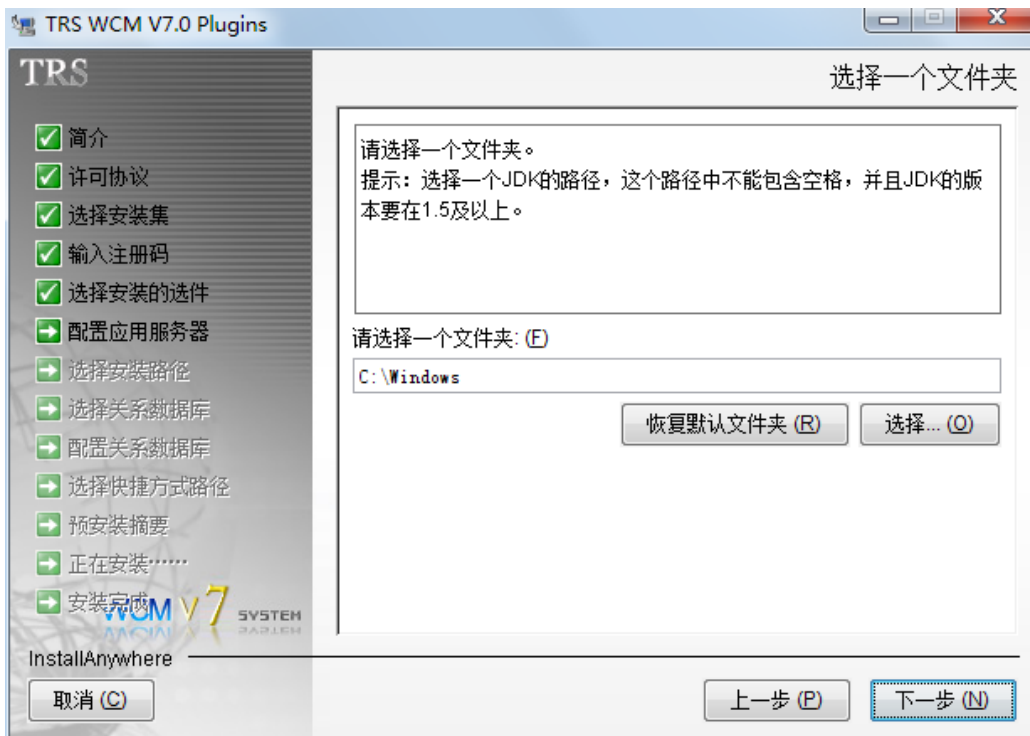 TRS WCM V7.0 Plugins
TRS
选择一个文件夹
简介
许可协议
选择安装集
输入注册码
选择安装的选件
配置应用服务器
选择安装路径
选择关系数据库
配置关系数据库
选择快捷方式路径
预安装摘要
正在安装……
安装完成
WCM V7 SYSTEM
请选择一个文件夹。
提示：选择一个JDK的路径，这个路径中不能包含空格，并且JDK的版
本要在1.5及以上。
请选择一个文件夹: (F)
C:\Windows
恢复默认文件夹 (R)
选择... (O)
InstallAnywhere
取消 (C)
上一步 (P)
下一步 (N)